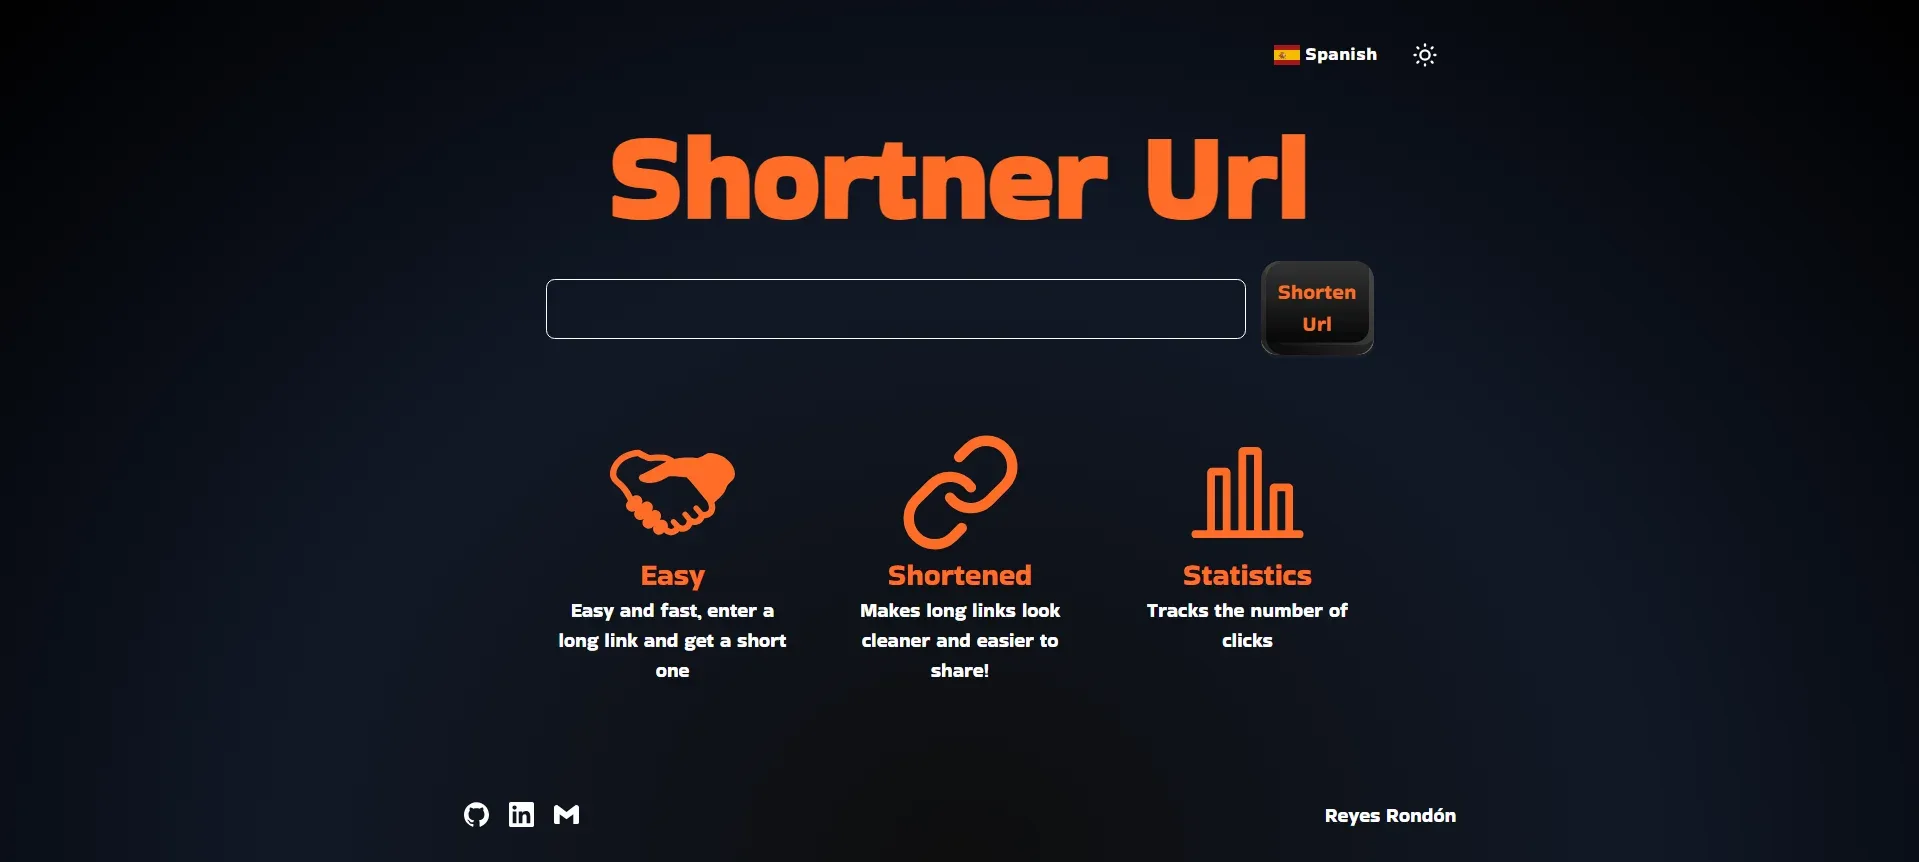 Spanish
Shortner Url
Shorten
Url
Easy
Easy and fast, enter a
long link and get a short
one
Shortened
Makes long links look
cleaner and easier to
share!
Statistics
Tracks the number of
clicks
Reyes Rondón